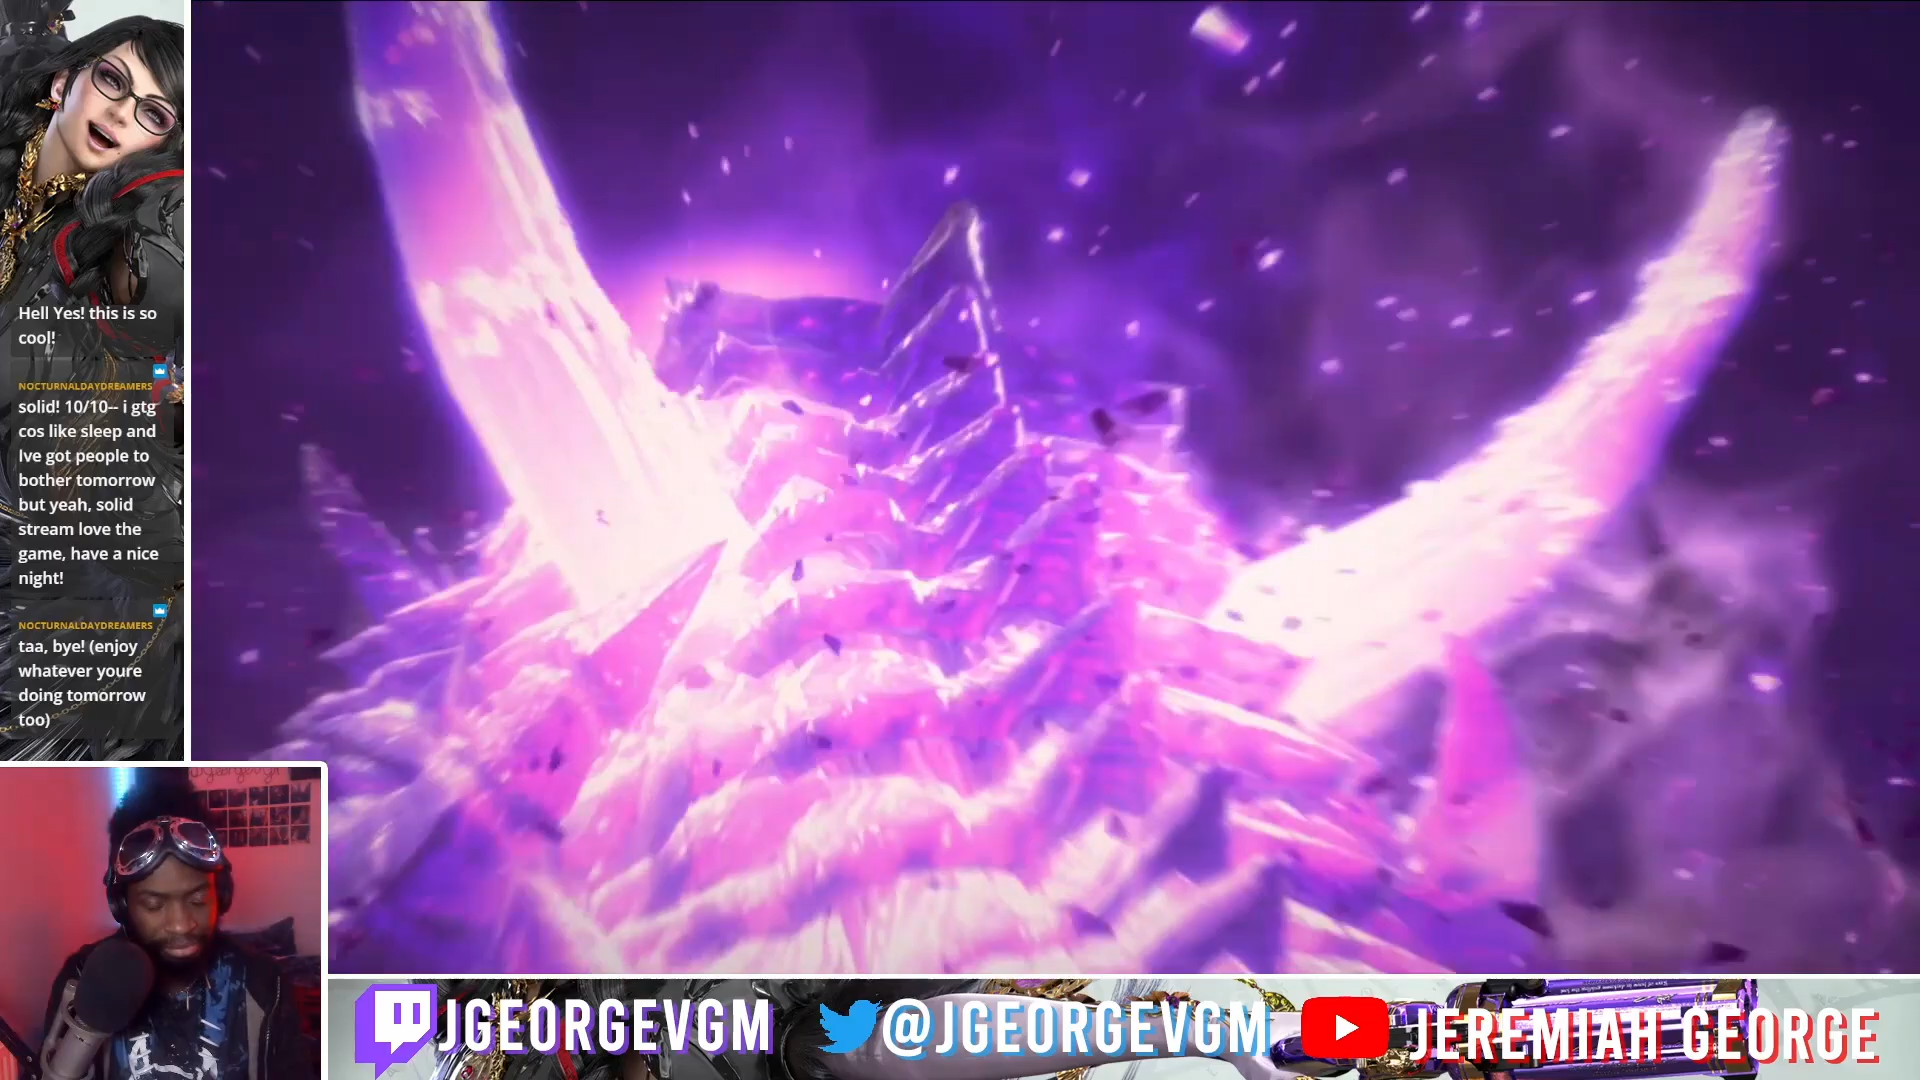 Hell Yes! this is so
cool!
NOCTURNALDAYDREAMERS
solid! 10/10-- i gtg
cos like sleep and
Ive got people to
bother tomorrow
but yeah, solid
stream love the
game, have a nice
night!
NOCTURNALDAYDREAMERS
taa, bye! (enjoy
whatever youre
doing tomorrow
too)
JGEORGEVGM
@JGEORGEVGM
JEREMIAH GEORGE